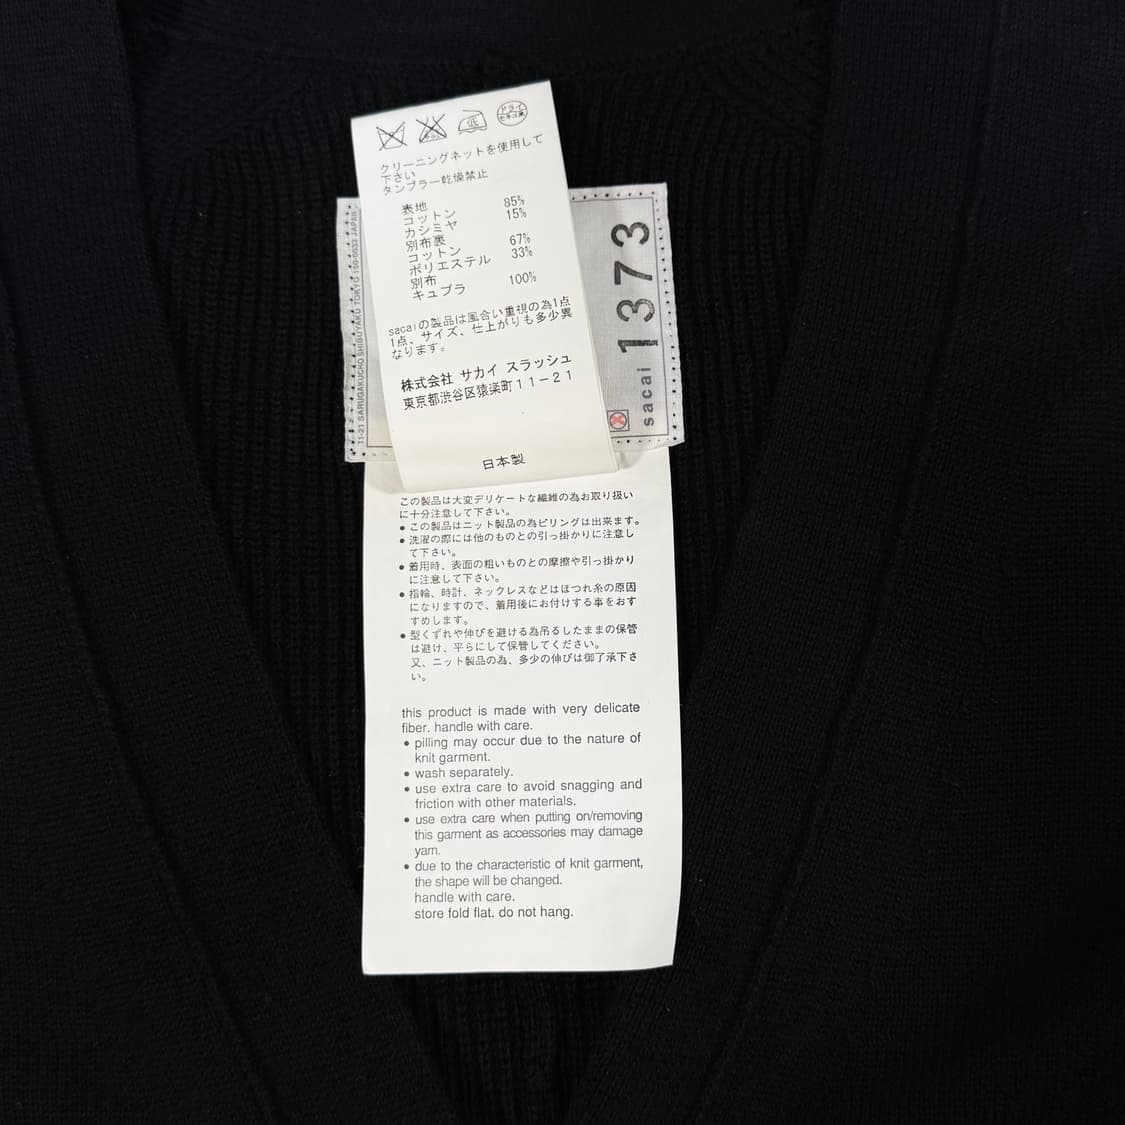 ドライ
セキユ系
低
クリーニングネットを使用して
下さい
タンブラー乾燥禁止
表地
コットン 85%
カシミヤ 15%
別布裏
コットン 67%
ポリエステル 33%
別布
キュプラ 100%
sacaiの製品は風合い重視の為1点
1点、サイズ、仕上がりも多少異
なります。
株式会社 サカイ スラッシュ
東京都渋谷区猿楽町11−21
日本製
11-21 SARUGAKUCHO SHIBUYAKU TOKYO 150-0033 JAPAN
sacai 1373
この製品は大変デリケートな繊維の為お取り扱い
に十分注意して下さい。
● この製品はニット製品の為ピリングは出来ます。
● 洗濯の際には他のものとの引っ掛かりに注意し
て下さい。
● 着用時、表面の粗いものとの摩擦や引っ掛かり
に注意して下さい。
● 指輪、時計、ネックレスなどはほつれ糸の原因
になりますので、着用後にお付けする事をおす
すめします。
● 型くずれや伸びを避ける為吊るしたままの保管
は避け、平らにして保管してください。
又、ニット製品の為、多少の伸びは御了承下さ
い。
this product is made with very delicate
fiber. handle with care.
● pilling may occur due to the nature of
knit garment.
● wash separately.
● use extra care to avoid snagging and
friction with other materials.
● use extra care when putting on/removing
this garment as accessories may damage
yarn.
● due to the characteristic of knit garment,
the shape will be changed.
handle with care.
store fold flat. do not hang.